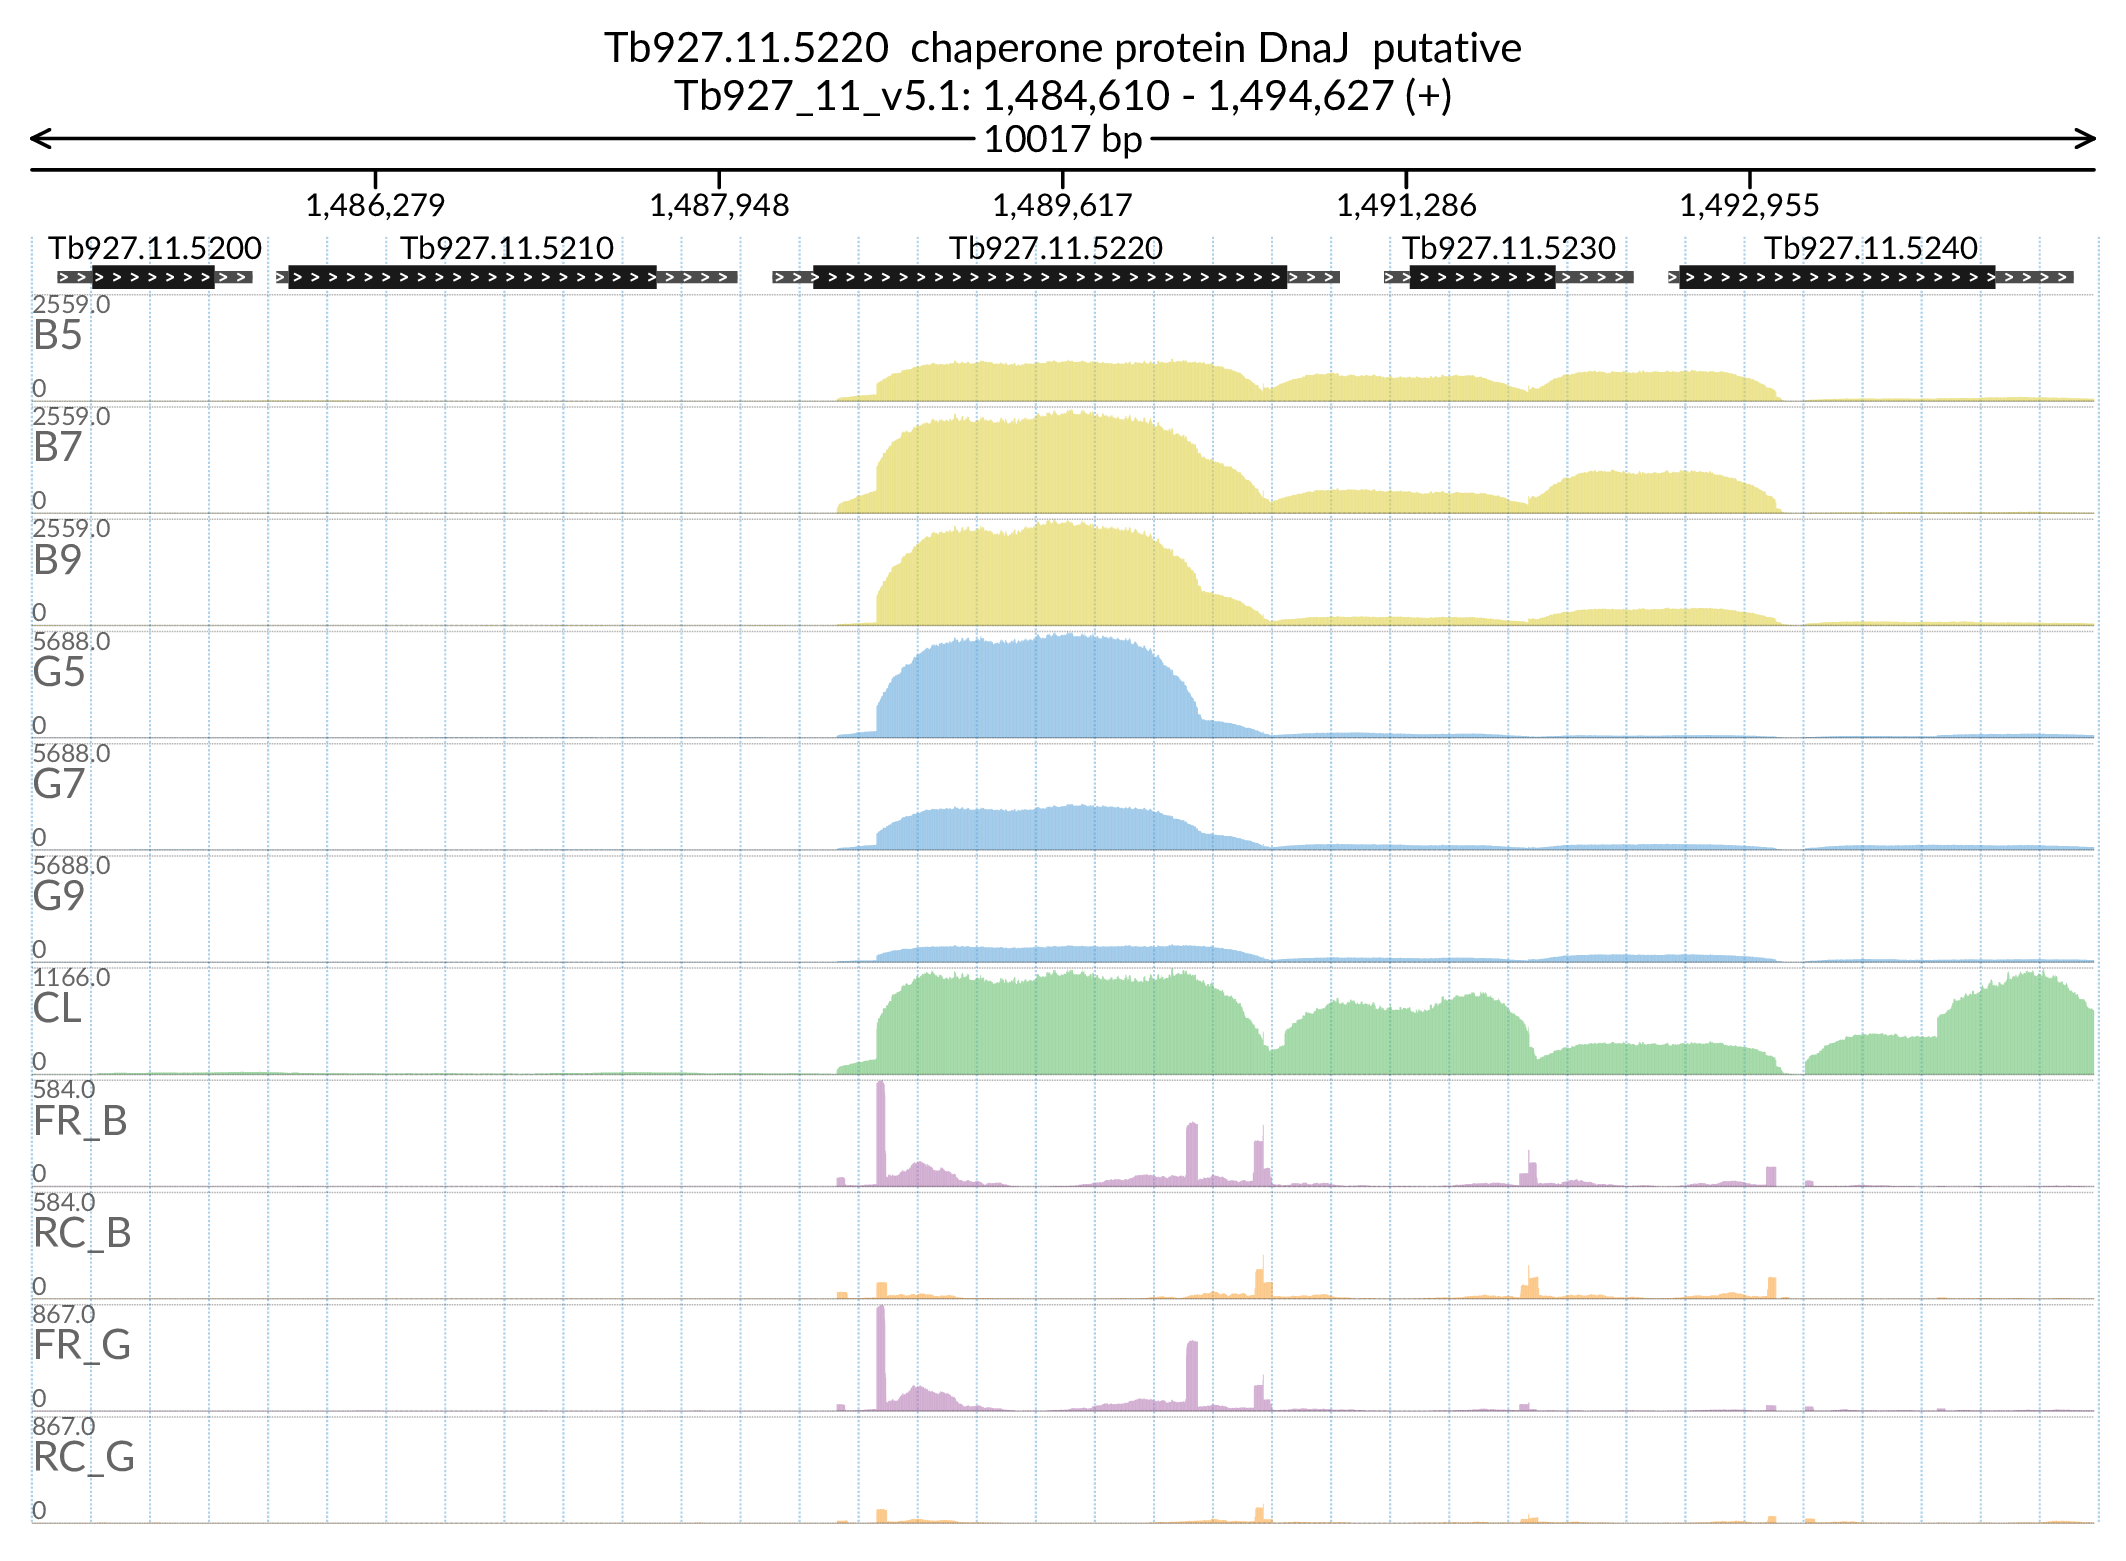 Tb927.11.5220  chaperone protein DnaJ  putative
Tb927_11_v5.1: 1,484,610 - 1,494,627 (+)
10017 bp
1,486,279 1,487,948 1,489,617 1,491,286 1,492,955
Tb927.11.5200 Tb927.11.5210 Tb927.11.5220 Tb927.11.5230 Tb927.11.5240
2559.0
B5
0
2559.0
B7
0
2559.0
B9
0
5688.0
G5
0
5688.0
G7
0
5688.0
G9
0
1166.0
CL
0
584.0
FR_B
0
584.0
RC_B
0
867.0
FR_G
0
867.0
RC_G
0